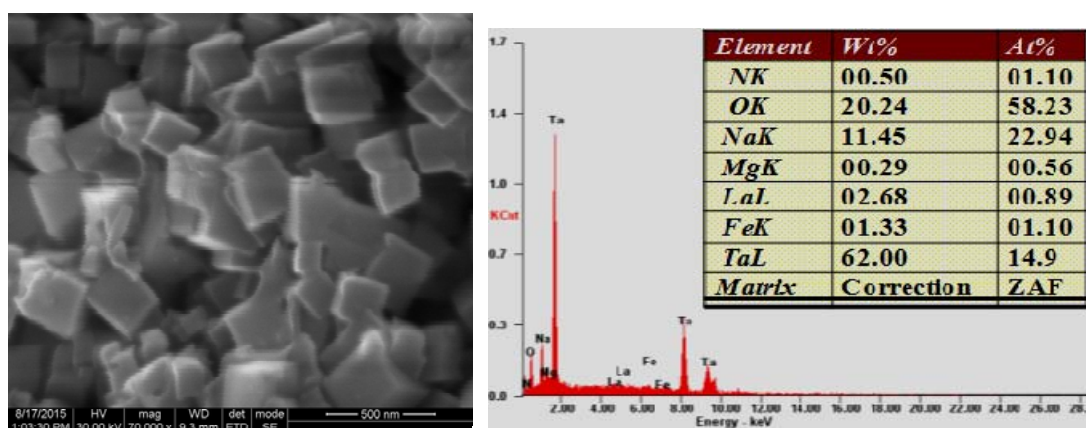 8/17/2015 HV mag WD det mode 500 nm
1:03:30 PM 30.00 kV 70 000 x 9.3 mm ETD SE
Element Wt% At%
NK 00.50 01.10
OK 20.24 58.23
NaK 11.45 22.94
MgK 00.29 00.56
LaL 02.68 00.89
FeK 01.33 01.10
TaL 62.00 14.9
Matrix Correction ZAF
1.7
1.4
1.0
0.7
0.3
0.0
KCnt
Ta
Na
O
N
Mg
La
La
Fe
Fe
Ta
Ta
2.00 4.00 6.00 8.00 10.00 12.00 14.00 16.00 18.00 20.00 22.00 24.00 26.00
Energy - keV